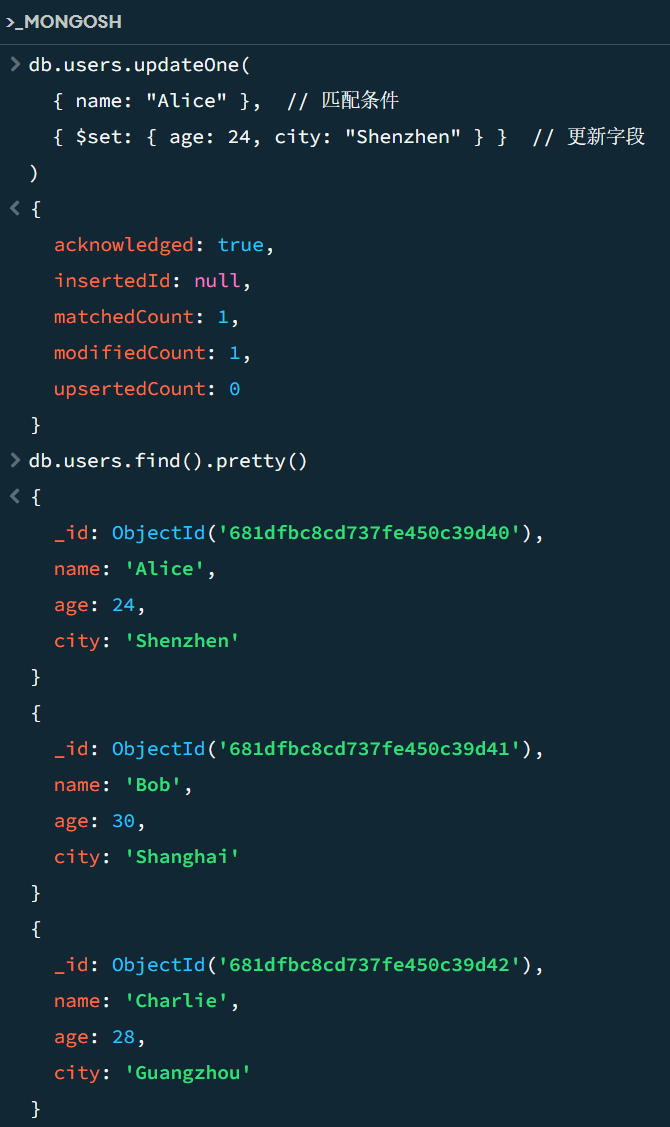 >_MONGOSH
> db.users.updateOne(
{ name: "Alice" },  // 匹配条件
{ $set: { age: 24, city: "Shenzhen" } }  // 更新字段
)
< {
acknowledged: true,
insertedId: null,
matchedCount: 1,
modifiedCount: 1,
upsertedCount: 0
}
> db.users.find().pretty()
< {
_id: ObjectId('681dfbc8cd737fe450c39d40'),
name: 'Alice',
age: 24,
city: 'Shenzhen'
}
{
_id: ObjectId('681dfbc8cd737fe450c39d41'),
name: 'Bob',
age: 30,
city: 'Shanghai'
}
{
_id: ObjectId('681dfbc8cd737fe450c39d42'),
name: 'Charlie',
age: 28,
city: 'Guangzhou'
}